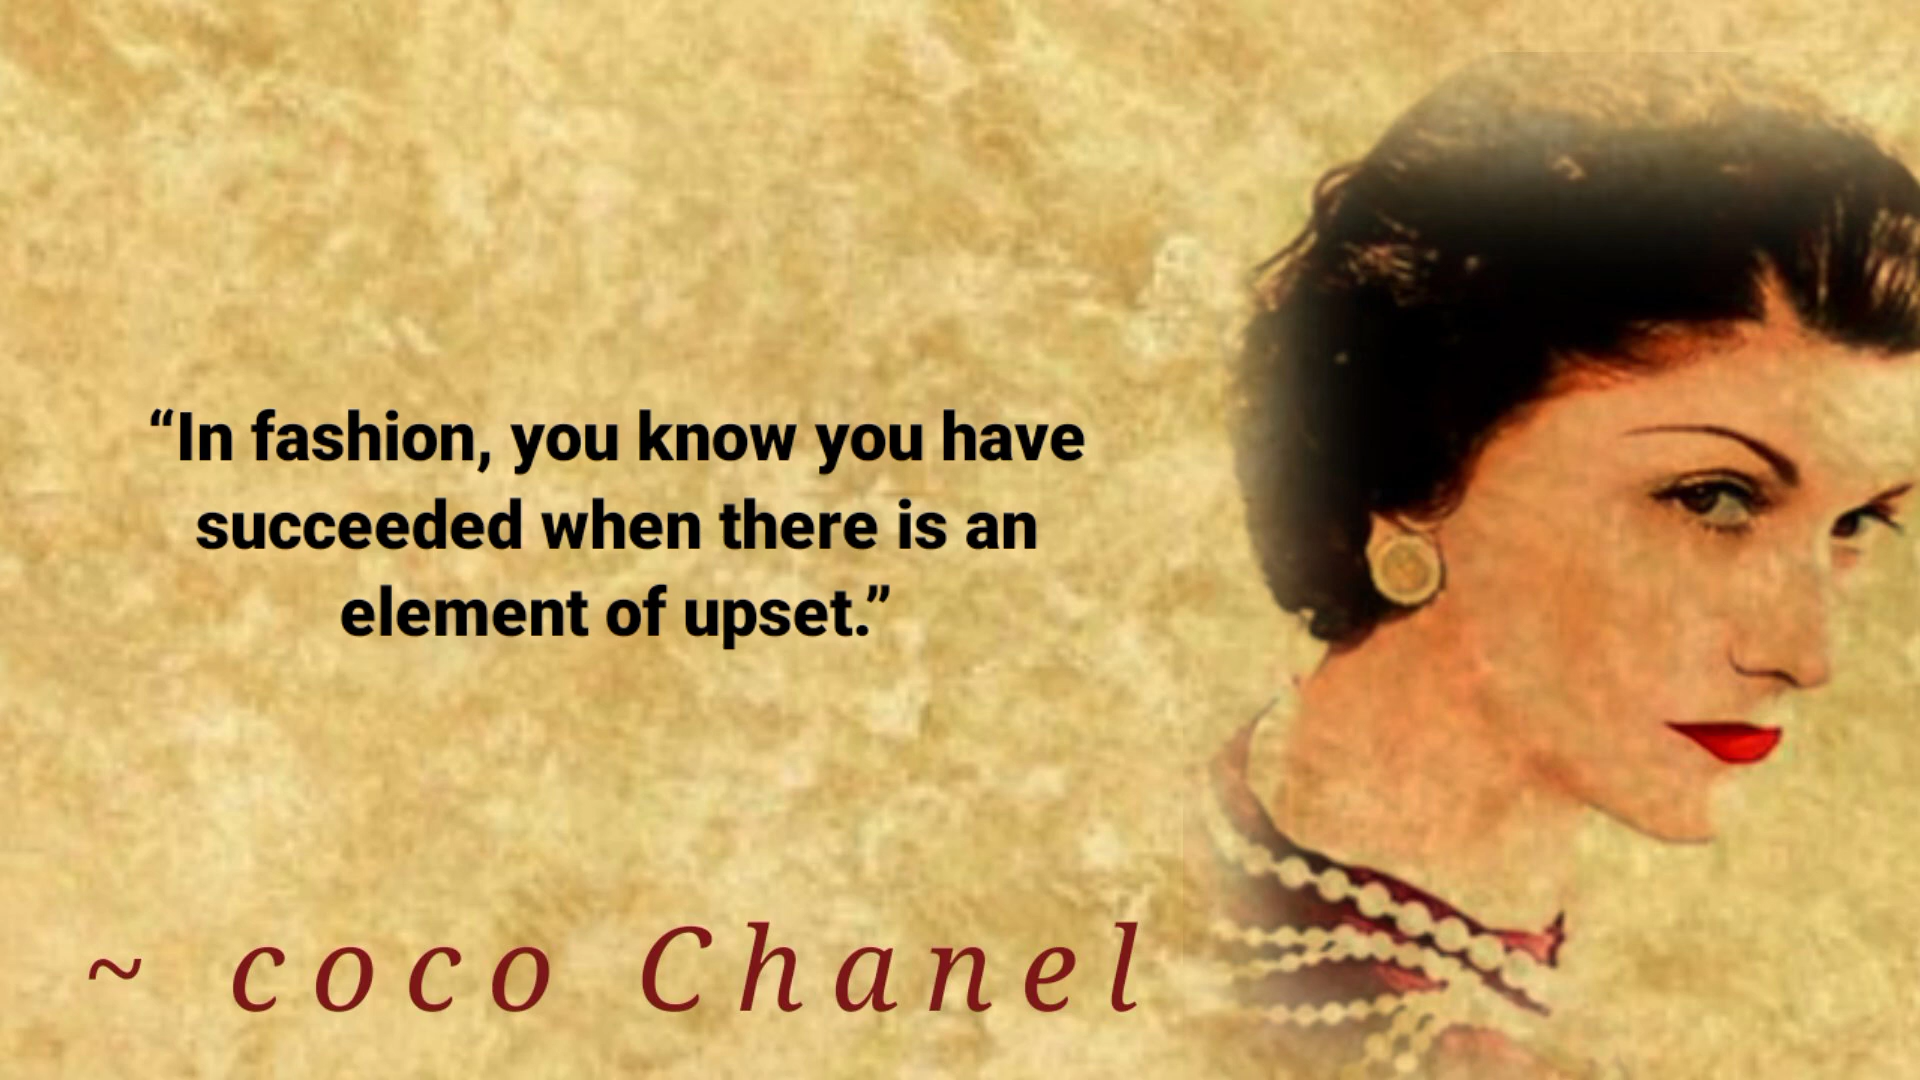 “In fashion, you know you have
succeeded when there is an
element of upset.”
~ coco Chanel